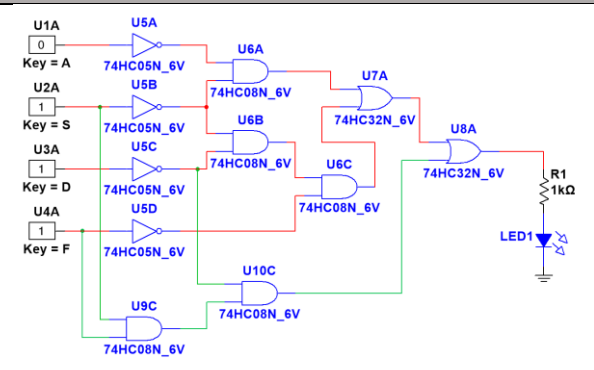 U1A
0
Key = A
U5A
74HC05N_6V
U6A
74HC08N_6V
U2A
1
Key = S
U5B
74HC05N_6V
U7A
74HC32N_6V
U6B
74HC08N_6V
U8A
74HC32N_6V
U3A
1
Key = D
U5C
74HC05N_6V
U6C
74HC08N_6V
R1
1kΩ
U4A
1
Key = F
U5D
74HC05N_6V
LED1
U10C
74HC08N_6V
U9C
74HC08N_6V